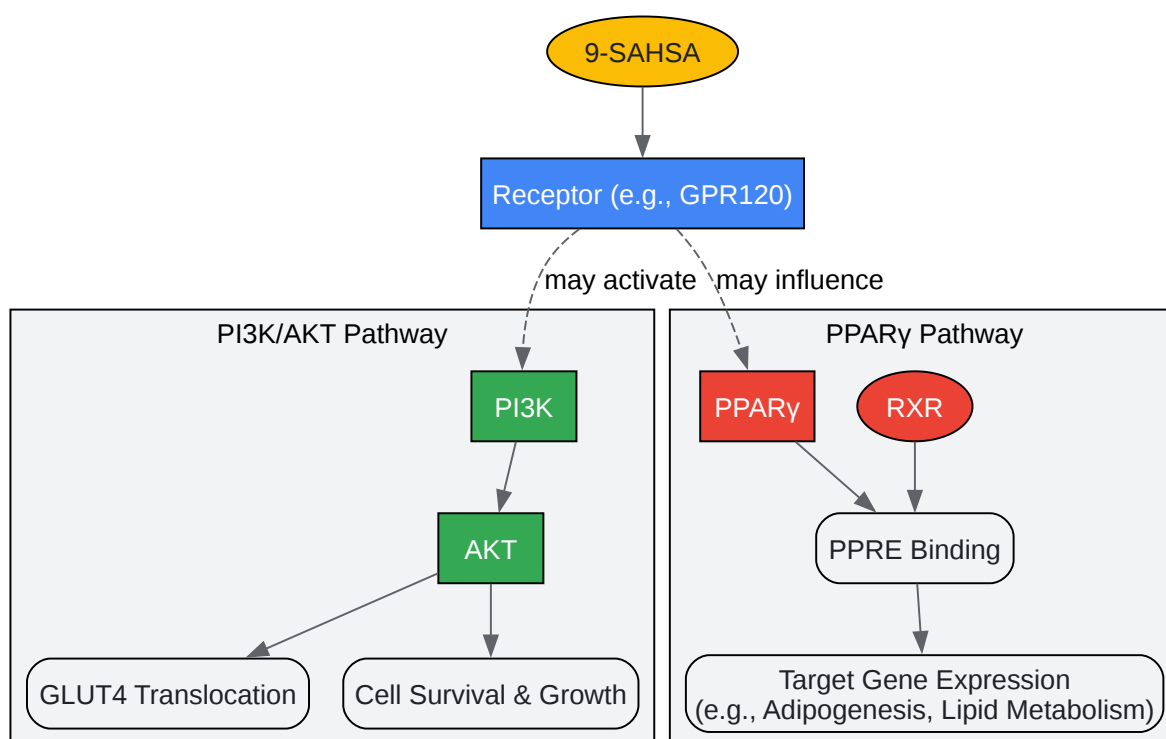 9-SAHSA
Receptor (e.g., GPR120)
may activate
may influence
PI3K/AKT Pathway
PI3K
AKT
GLUT4 Translocation
Cell Survival & Growth
PPARγ Pathway
PPARγ
RXR
PPRE Binding
Target Gene Expression
(e.g., Adipogenesis, Lipid Metabolism)